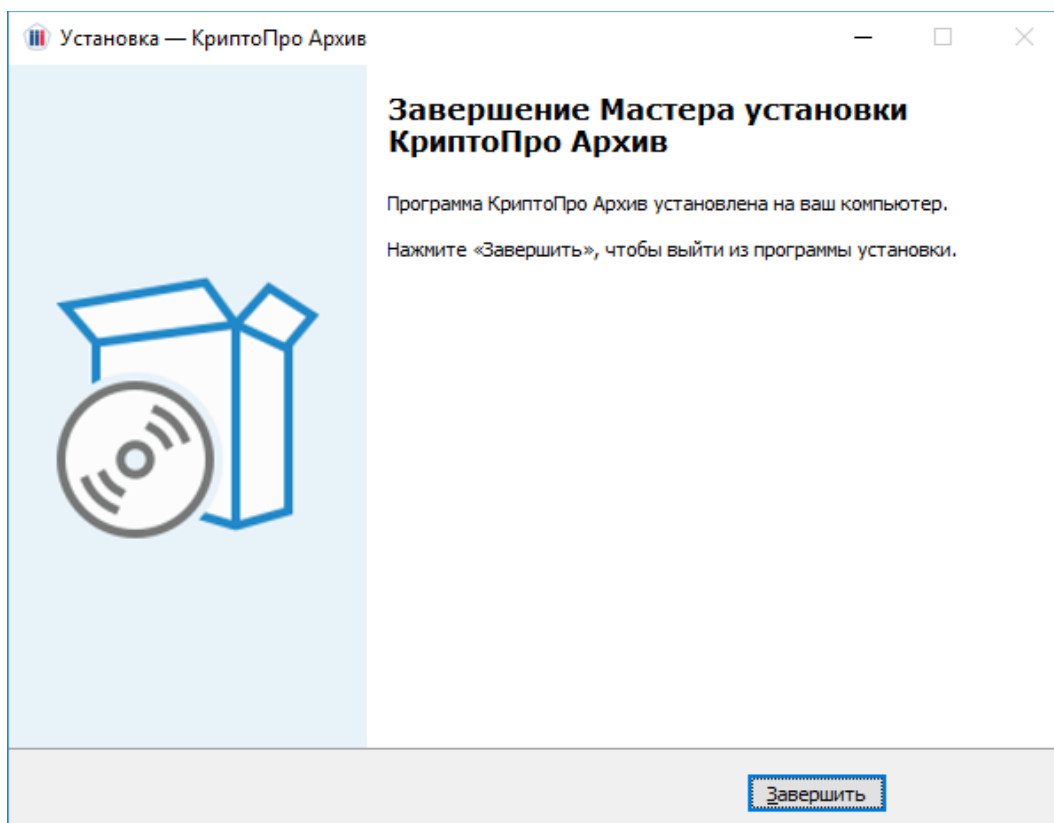 Установка — КриптоПро Архив
Завершение Мастера установки
КриптоПро Архив
Программа КриптоПро Архив установлена на ваш компьютер.
Нажмите «Завершить», чтобы выйти из программы установки.
Завершить